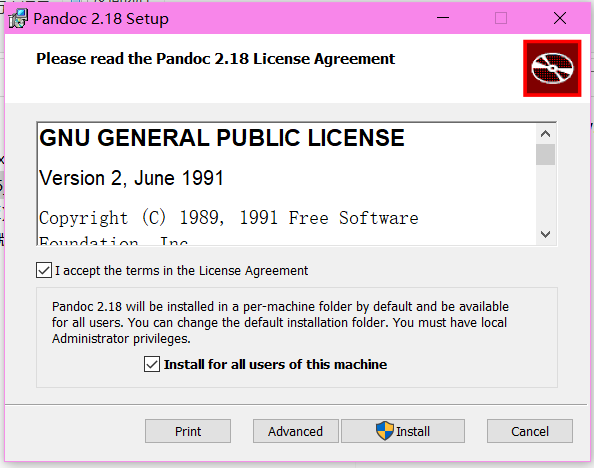 Pandoc 2.18 Setup
Please read the Pandoc 2.18 License Agreement
GNU GENERAL PUBLIC LICENSE
Version 2, June 1991
Copyright (C) 1989, 1991 Free Software
Foundation, Inc
I accept the terms in the License Agreement
Pandoc 2.18 will be installed in a per-machine folder by default and be available
for all users. You can change the default installation folder. You must have local
Administrator privileges.
Install for all users of this machine
Print
Advanced
Install
Cancel